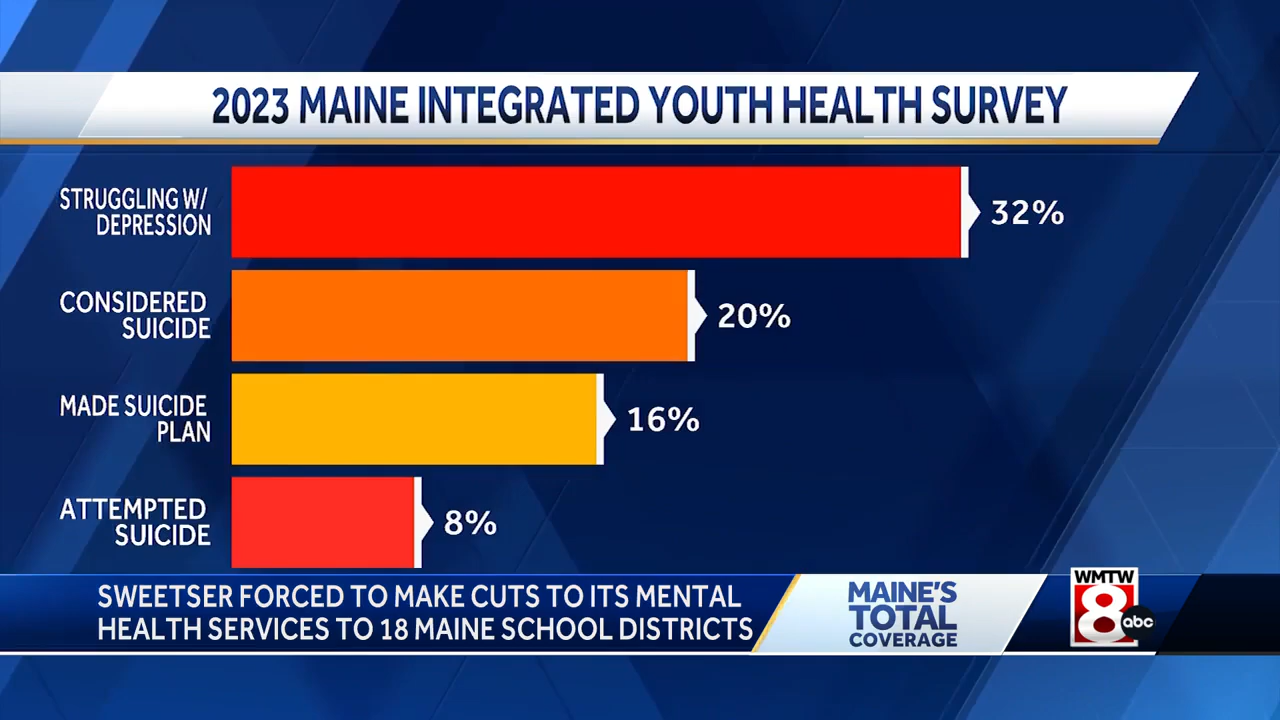 2023 MAINE INTEGRATED YOUTH HEALTH SURVEY
STRUGGLING W/
DEPRESSION
32%
CONSIDERED
SUICIDE
20%
MADE SUICIDE
PLAN
16%
ATTEMPTED
SUICIDE
8%
SWEETSER FORCED TO MAKE CUTS TO ITS MENTAL
HEALTH SERVICES TO 18 MAINE SCHOOL DISTRICTS
MAINE'S
TOTAL
COVERAGE
WMTW
8
abc